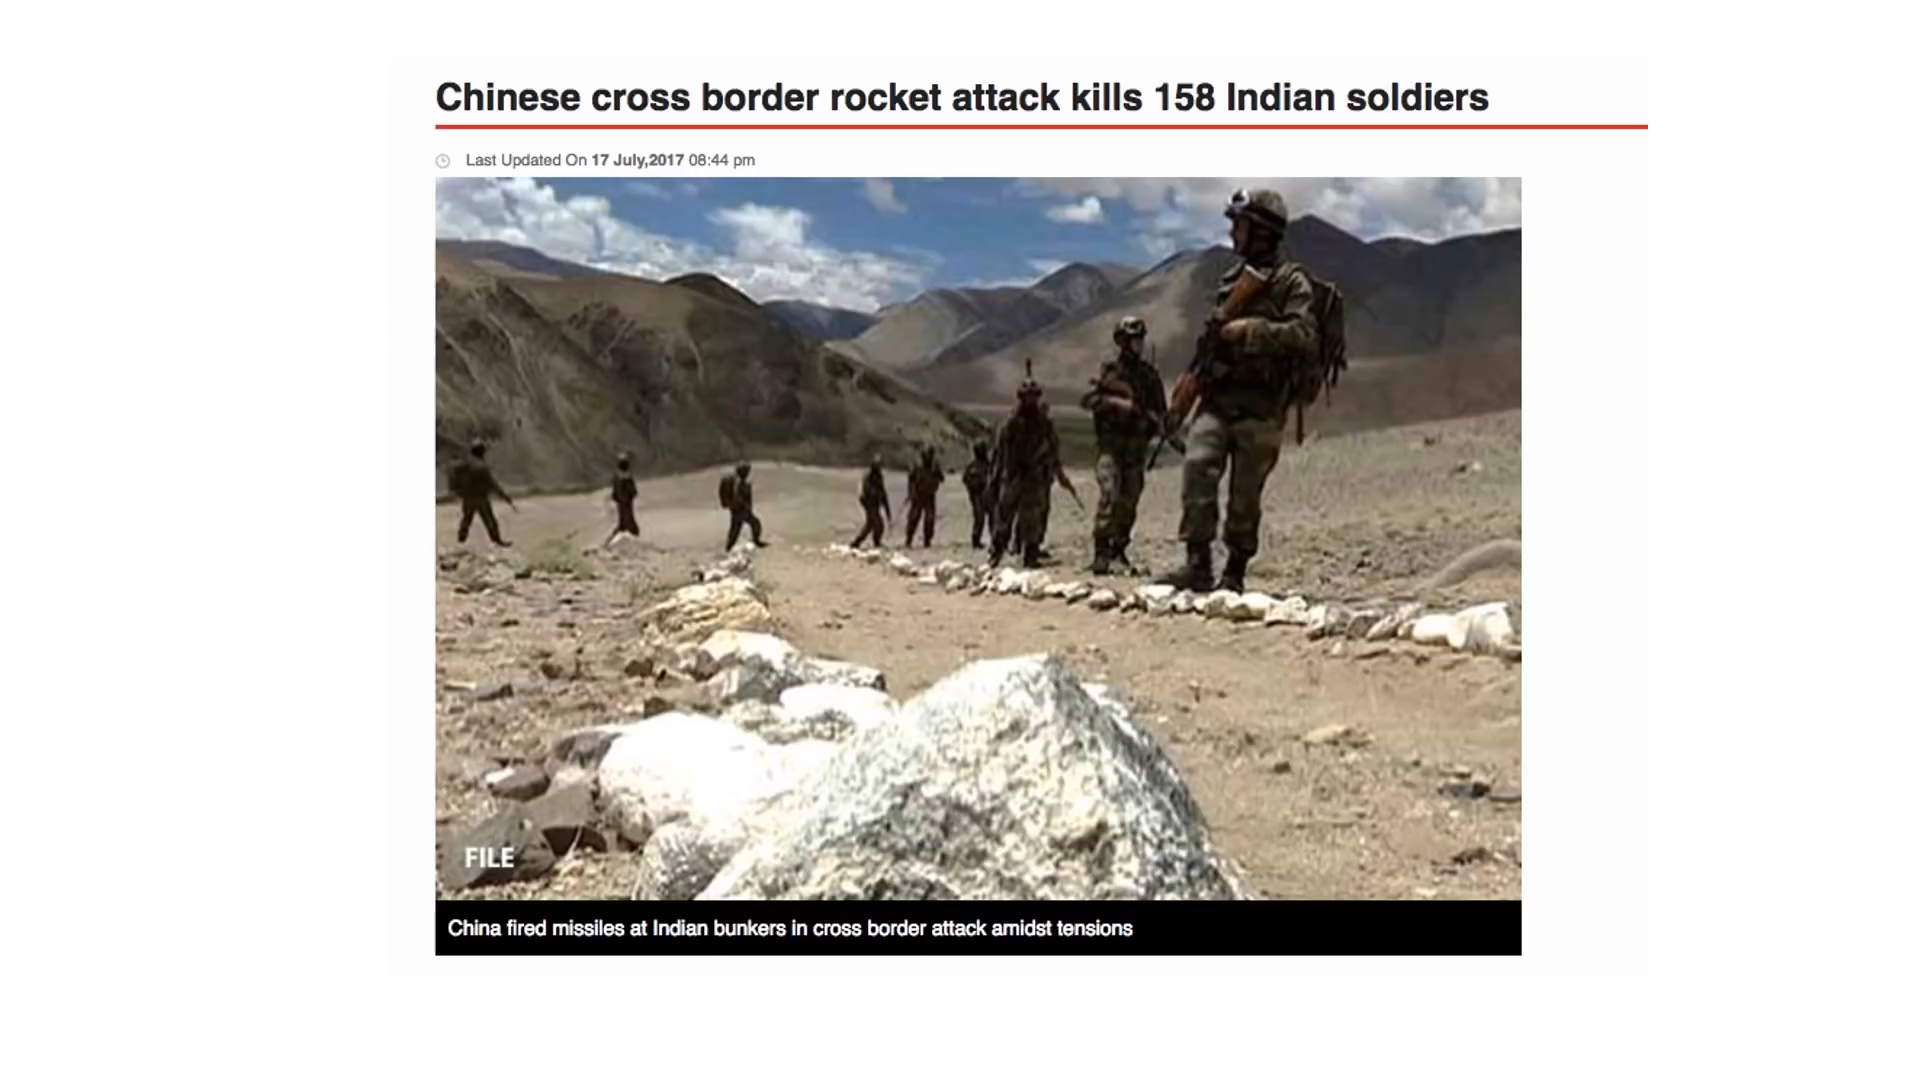 Chinese cross border rocket attack kills 158 Indian soldiers
Last Updated On 17 July,2017 08:44 pm
FILE
China fired missiles at Indian bunkers in cross border attack amidst tensions